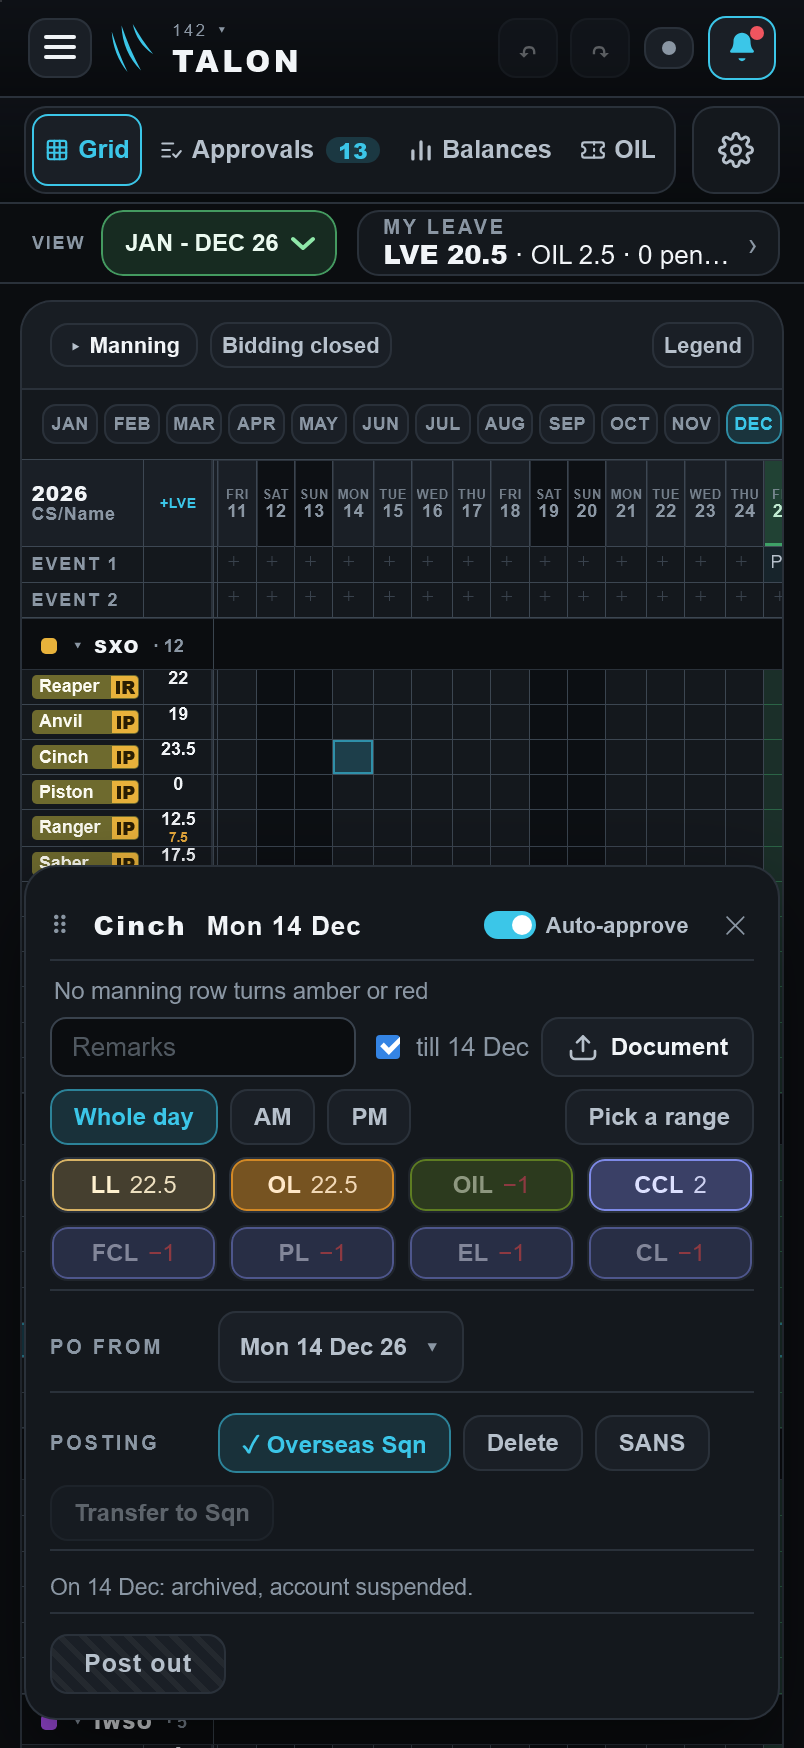 142 ▾
TALON
Grid
Approvals 13
Balances
OIL
VIEW
JAN - DEC 26
MY LEAVE
LVE 20.5 · OIL 2.5 · 0 pen…
▸ Manning
Bidding closed
Legend
JAN FEB MAR APR MAY JUN JUL AUG SEP OCT NOV DEC
2026
CS/Name
+LVE
FRI SAT SUN MON TUE WED THU FRI SAT SUN MON TUE WED THU F
11 12 13 14 15 16 17 18 19 20 21 22 23 24 2
EVENT 1 + + + + + + + + + + + + + + P
EVENT 2 + + + + + + + + + + + + + + +
▾ SXO · 12
Reaper IR 22
Anvil IP 19
Cinch IP 23.5
Piston IP 0
Ranger IP 12.5
7.5
Saber IP 17.5
Cinch Mon 14 Dec
Auto-approve
No manning row turns amber or red
Remarks
till 14 Dec
Document
Whole day AM PM Pick a range
LL 22.5 OL 22.5 OIL −1 CCL 2
FCL −1 PL −1 EL −1 CL −1
PO FROM
Mon 14 Dec 26 ▾
POSTING
✓ Overseas Sqn
Delete
SANS
Transfer to Sqn
On 14 Dec: archived, account suspended.
Post out
▾ IWSO · 5